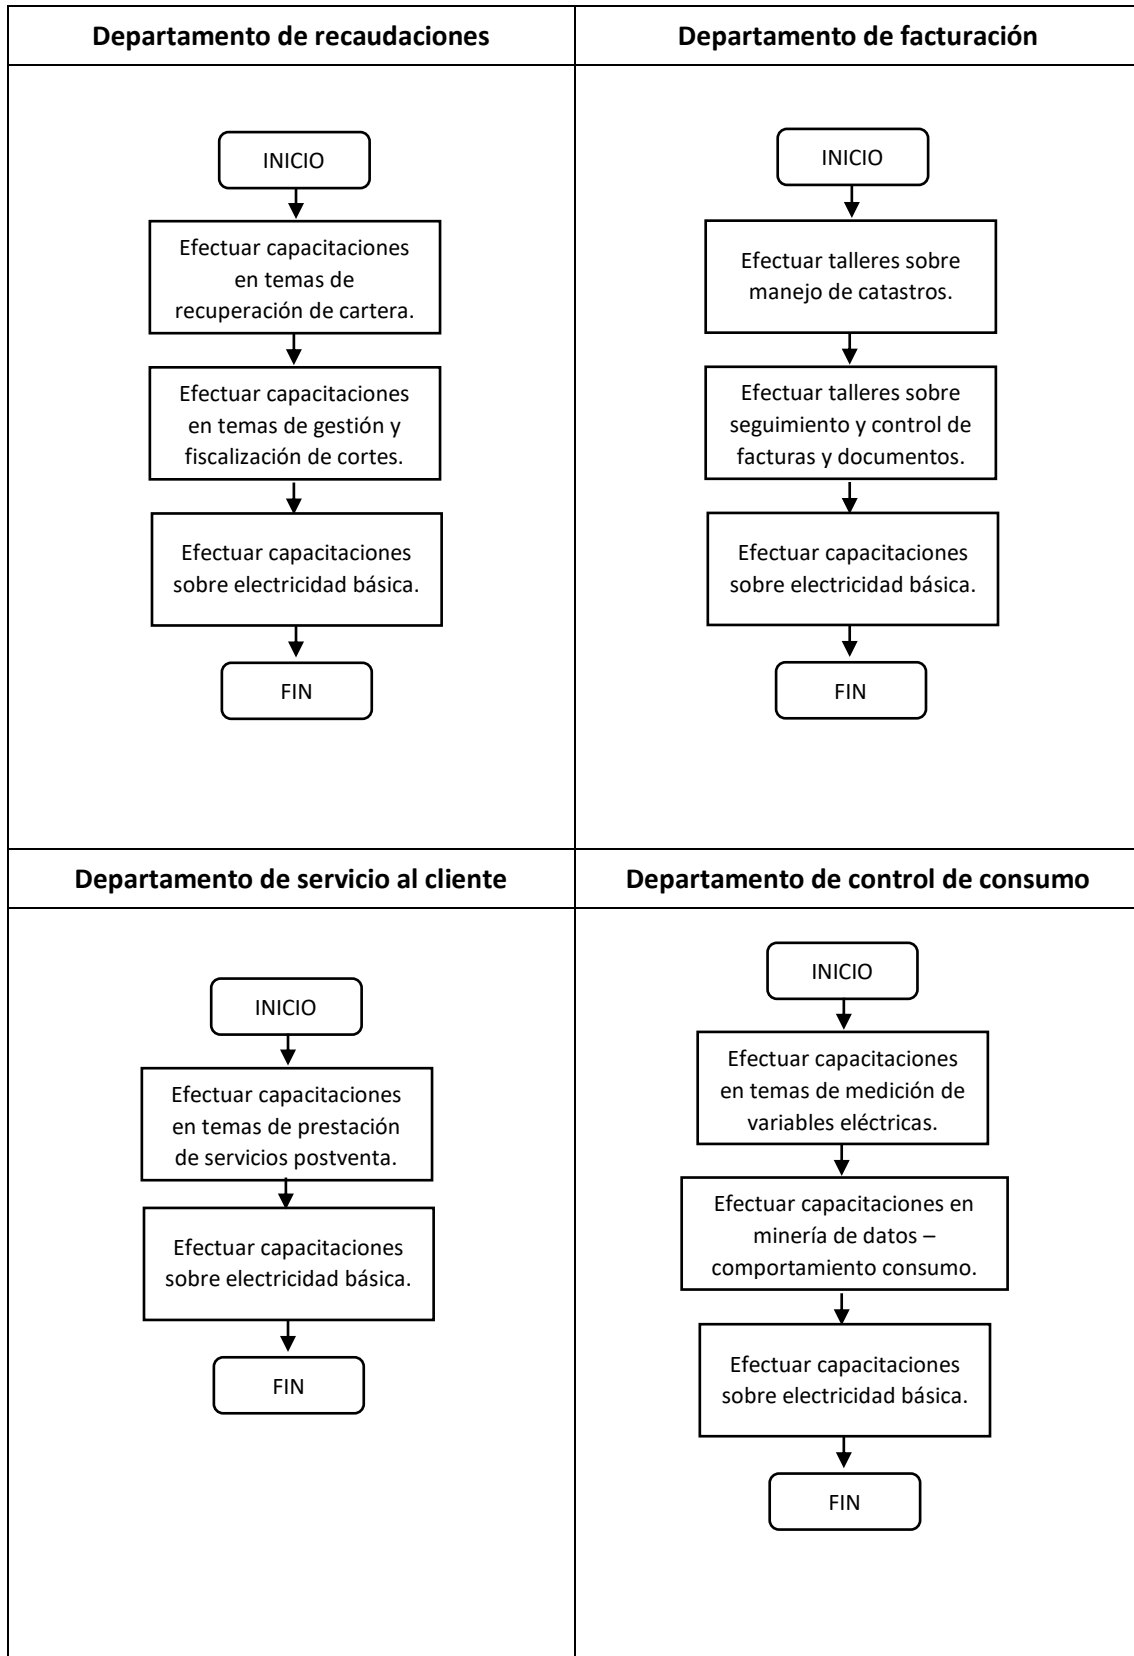 Departamento de recaudaciones
Departamento de facturación
INICIO
Efectuar capacitaciones
en temas de
recuperación de cartera.
Efectuar capacitaciones
en temas de gestión y
fiscalización de cortes.
Efectuar capacitaciones
sobre electricidad básica.
FIN
INICIO
Efectuar talleres sobre
manejo de catastros.
Efectuar talleres sobre
seguimiento y control de
facturas y documentos.
Efectuar capacitaciones
sobre electricidad básica.
FIN
Departamento de servicio al cliente
Departamento de control de consumo
INICIO
Efectuar capacitaciones
en temas de prestación
de servicios postventa.
Efectuar capacitaciones
sobre electricidad básica.
FIN
INICIO
Efectuar capacitaciones
en temas de medición de
variables eléctricas.
Efectuar capacitaciones en
minería de datos –
comportamiento consumo.
Efectuar capacitaciones
sobre electricidad básica.
FIN